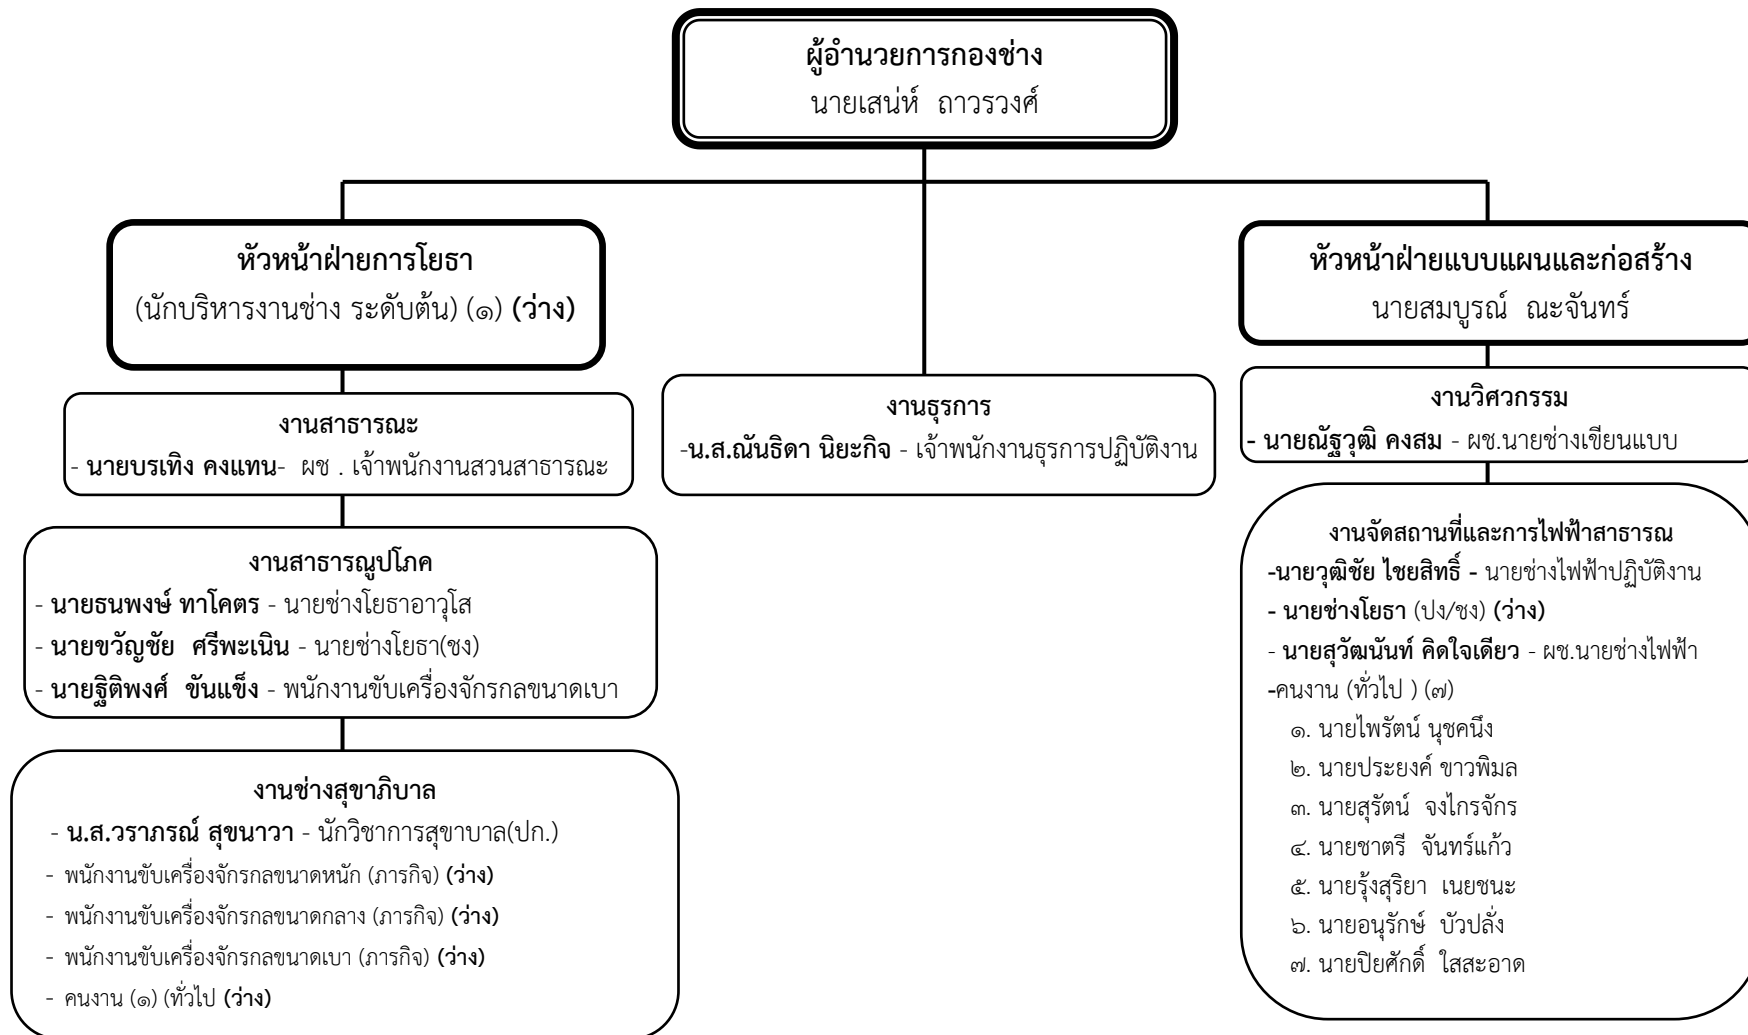 ผู้อำนวยการกองช่าง
นายเสน่ห์  ถาวรวงศ์
หัวหน้าฝ่ายการโยธา
(นักบริหารงานช่าง ระดับต้น) (๑) (ว่าง)
งานสาธารณะ
- นายบรเทิง คงแทน-  ผช . เจ้าพนักงานสวนสาธารณะ
งานสาธารณูปโภค
- นายธนพงษ์ ทาโคตร - นายช่างโยธาอาวุโส
- นายขวัญชัย  ศรีพะเนิน - นายช่างโยธา(ชง)
- นายฐิติพงศ์  ขันแข็ง - พนักงานขับเครื่องจักรกลขนาดเบา
งานช่างสุขาภิบาล
- น.ส.วราภรณ์ สุขนาวา - นักวิชาการสุขาบาล(ปก.)
- พนักงานขับเครื่องจักรกลขนาดหนัก (ภารกิจ) (ว่าง)
- พนักงานขับเครื่องจักรกลขนาดกลาง (ภารกิจ) (ว่าง)
- พนักงานขับเครื่องจักรกลขนาดเบา (ภารกิจ) (ว่าง)
- คนงาน (๑) (ทั่วไป (ว่าง)
งานธุรการ
-น.ส.ณันธิดา นิยะกิจ - เจ้าพนักงานธุรการปฏิบัติงาน
หัวหน้าฝ่ายแบบแผนและก่อสร้าง
นายสมบูรณ์  ณะจันทร์
งานวิศวกรรม
- นายณัฐวุฒิ คงสม - ผช.นายช่างเขียนแบบ
งานจัดสถานที่และการไฟฟ้าสาธารณ
-นายวุฒิชัย ไชยสิทธิ์ - นายช่างไฟฟ้าปฏิบัติงาน
- นายช่างโยธา (ปง/ชง) (ว่าง)
- นายสุวัฒนันท์ คิดใจเดียว - ผช.นายช่างไฟฟ้า
-คนงาน (ทั่วไป ) (๗)
๑. นายไพรัตน์ นุชคนึง
๒. นายประยงค์ ขาวพิมล
๓. นายสุรัตน์  จงไกรจักร
๔. นายชาตรี  จันทร์แก้ว
๕. นายรุ้งสุริยา  เนยชนะ
๖. นายอนุรักษ์  บัวปลั่ง
๗. นายปิยศักดิ์  ใสสะอาด